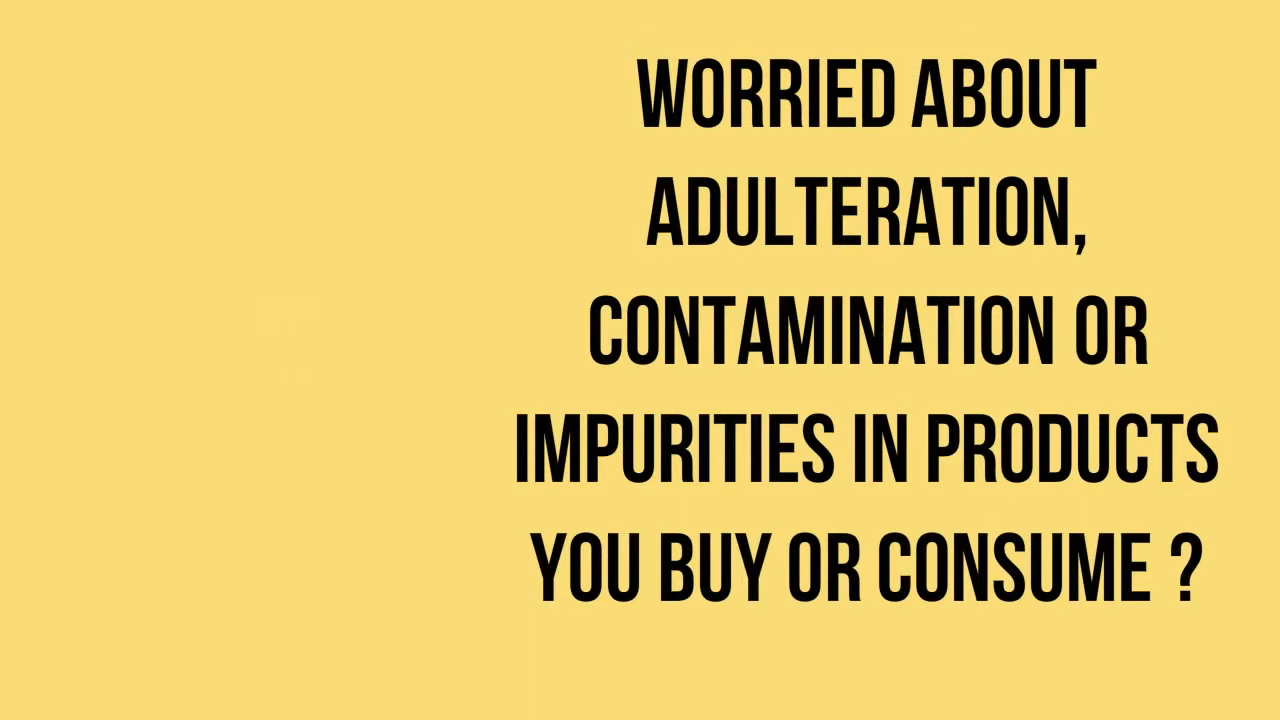 WORRIED ABOUT
ADULTERATION,
CONTAMINATION OR
IMPURITIES IN PRODUCTS
YOU BUY OR CONSUME ?